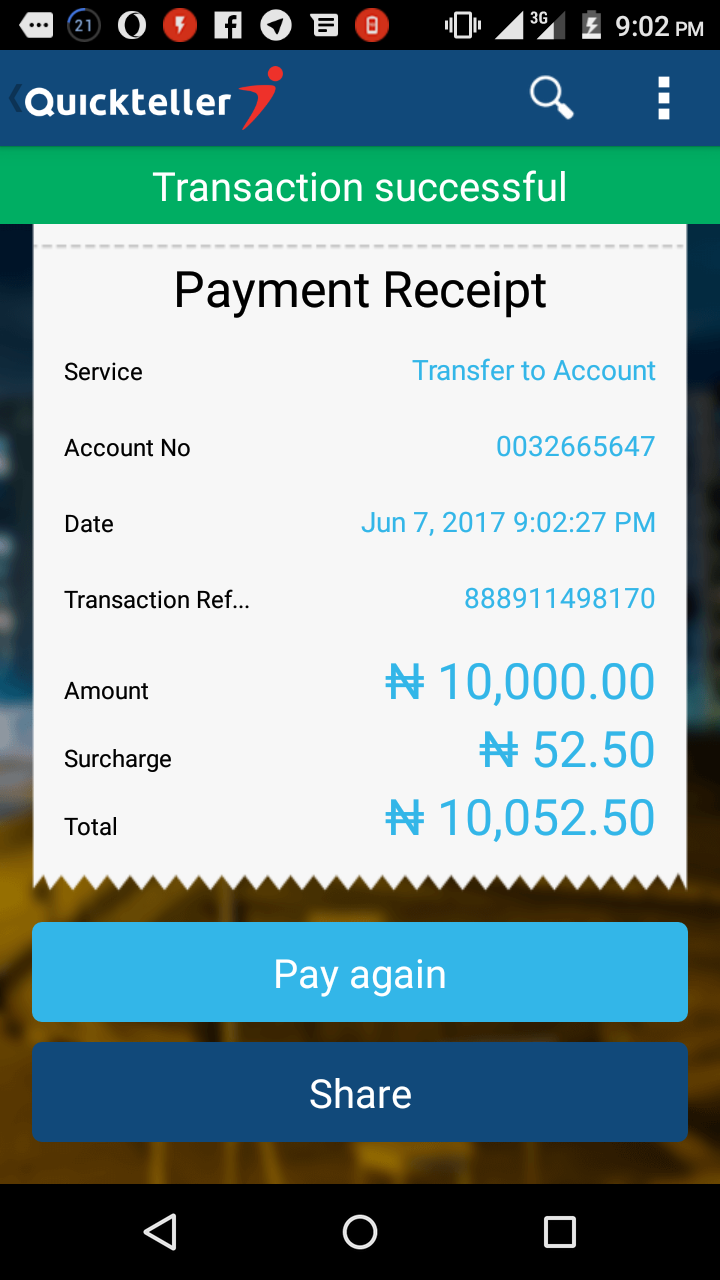 21
3G
9:02 PM
Quickteller
Transaction successful
Payment Receipt
Service Transfer to Account
Account No 0032665647
Date Jun 7, 2017 9:02:27 PM
Transaction Ref... 888911498170
Amount ₦ 10,000.00
Surcharge ₦ 52.50
Total ₦ 10,052.50
Pay again
Share